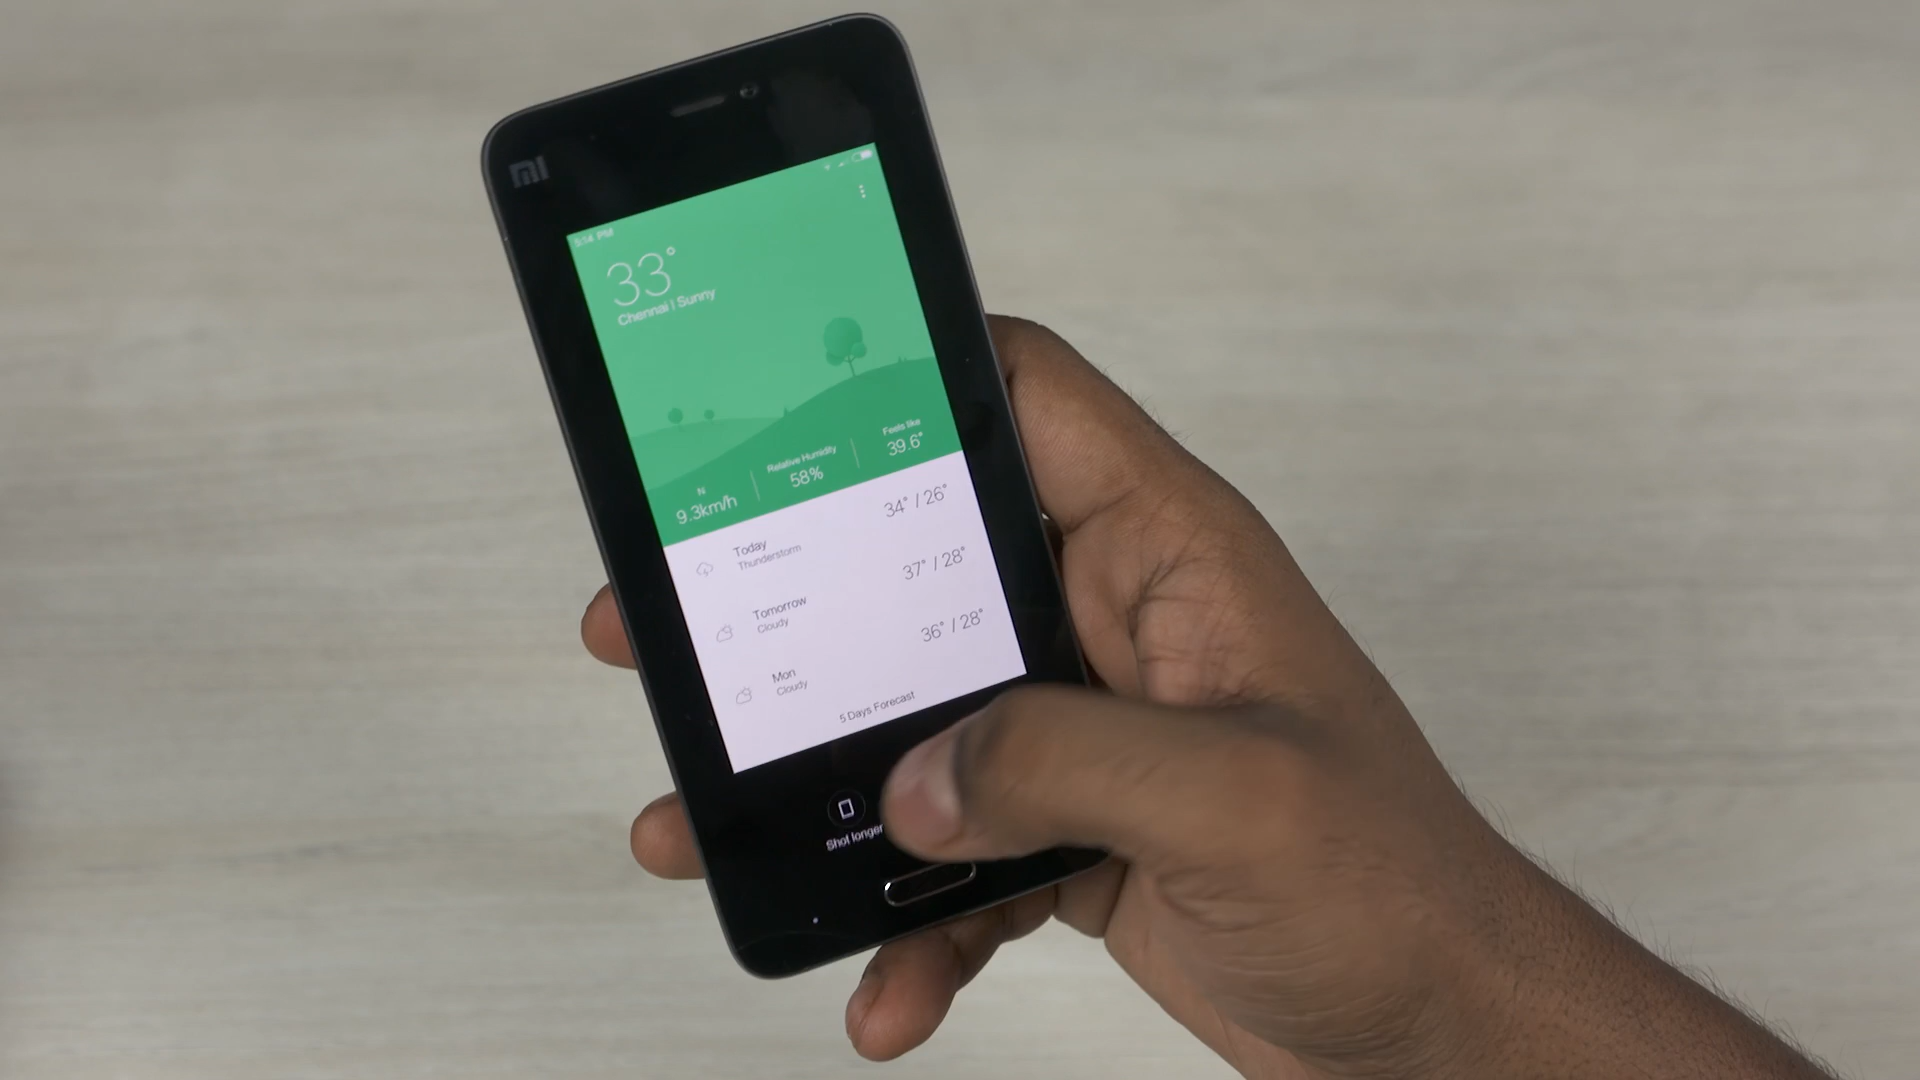 mi
5:14 PM
33°
Chennai | Sunny
N
9.3km/h
Relative Humidity
58%
Feels like
39.6°
Today
Thunderstorm
34° / 26°
Tomorrow
Cloudy
37° / 28°
Mon
Cloudy
36° / 28°
5 Days Forecast
Shot longer